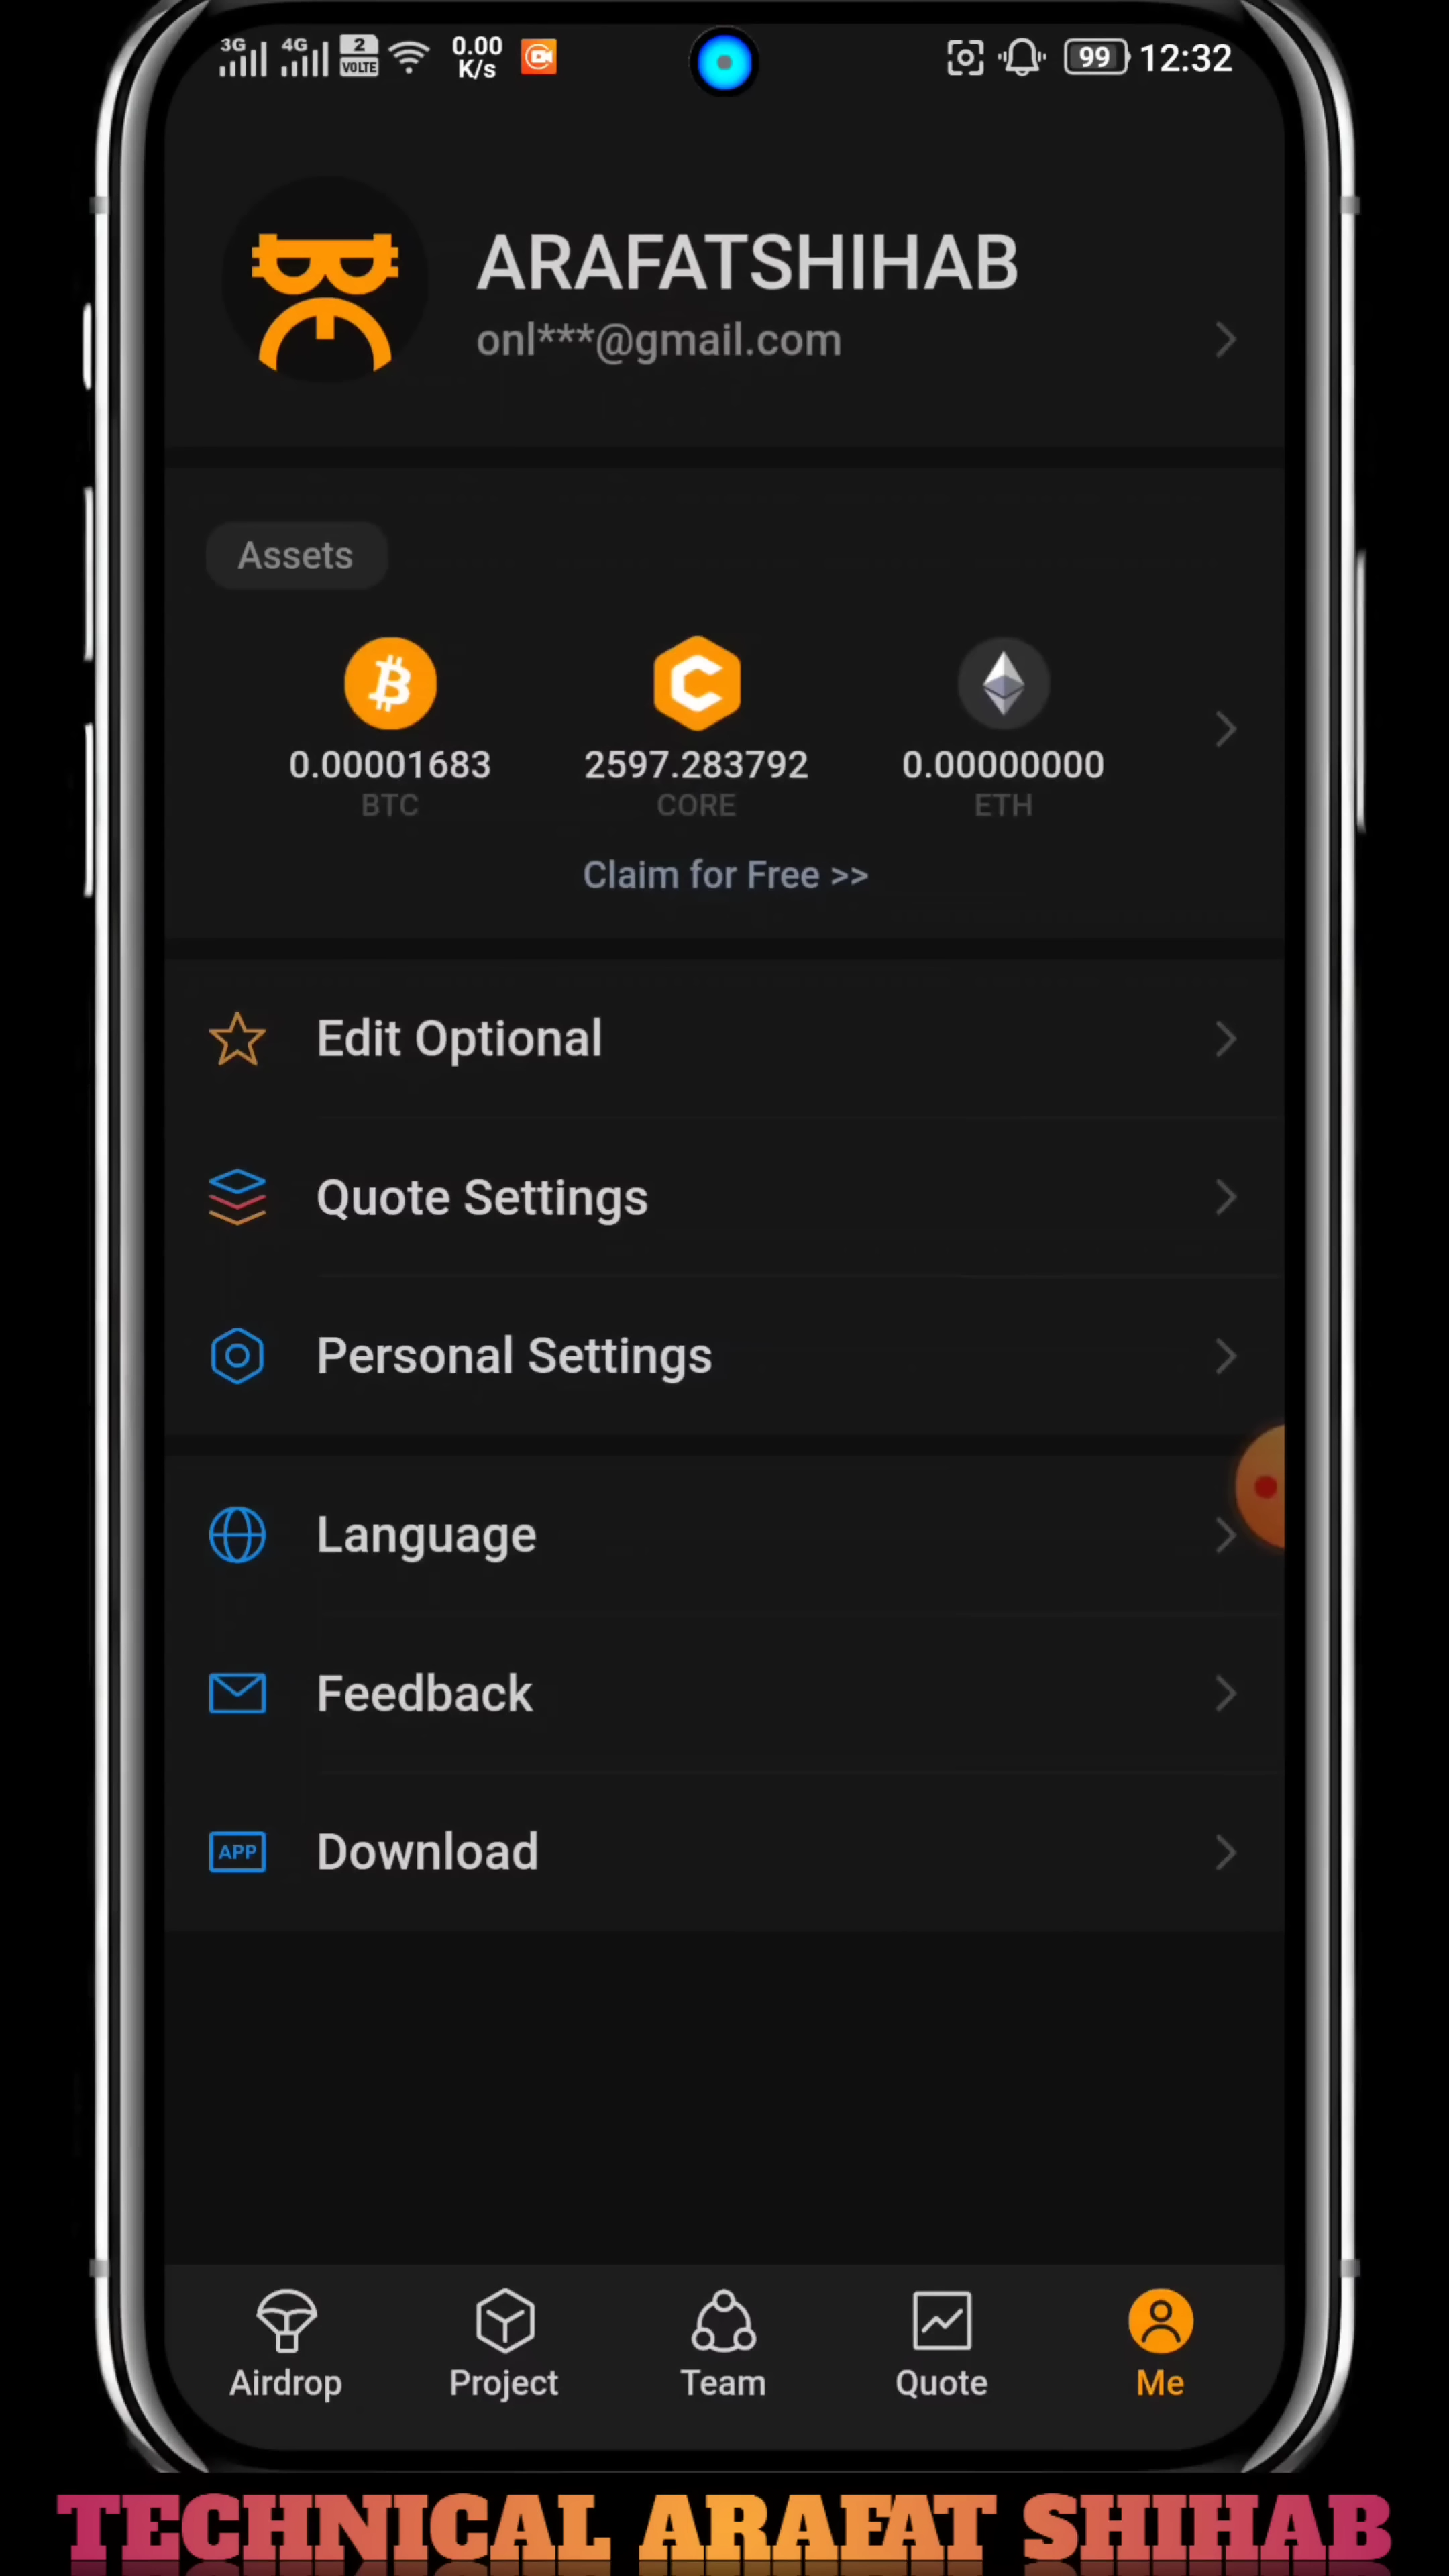 3G 4G 2 VOLTE 0.00 K/s 99 12:32
ARAFATSHIHAB
onl***@gmail.com
Assets
0.00001683 2597.283792 0.00000000
BTC CORE ETH
Claim for Free >>
Edit Optional
Quote Settings
Personal Settings
Language
Feedback
APP Download
Airdrop Project Team Quote Me
TECHNICAL ARAFAT SHIHAB